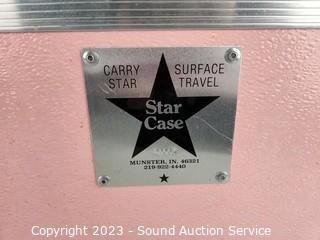 CARRY STAR
SURFACE TRAVEL
Star
Case
MUNSTER, IN. 46321
219-922-4440
Copyright 2023 - Sound Auction Service